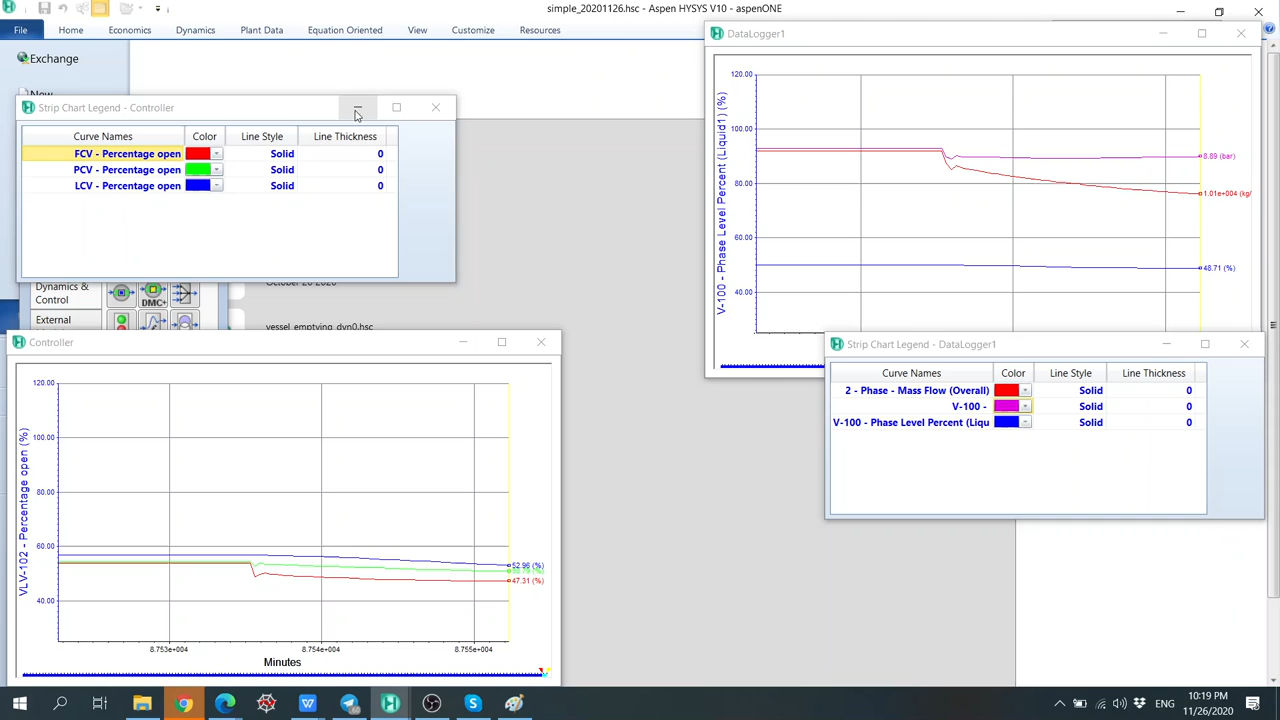 simple_20201126.hsc - Aspen HYSYS V10 - aspenONE
File Home Economics Dynamics Plant Data Equation Oriented View Customize Resources
Exchange
New
Strip Chart Legend - Controller
Curve Names Color Line Style Line Thickness
FCV - Percentage open Solid 0
PCV - Percentage open Solid 0
LCV - Percentage open Solid 0
October 26 2020
Dynamics &
Control
DMC+
External
vessel_emptying_dyn0.hsc
DataLogger1
V-100 - Phase Level Percent (Liquid1) (%)
120.00
100.00
80.00
60.00
40.00
8.89 (bar)
1.01e+004 (kg/
48.71 (%)
Strip Chart Legend - DataLogger1
Curve Names Color Line Style Line Thickness
2 - Phase - Mass Flow (Overall) Solid 0
V-100 - Solid 0
V-100 - Phase Level Percent (Liqu Solid 0
Controller
VLV-102 - Percentage open (%)
120.00
100.00
80.00
60.00
40.00
52.96 (%)
47.31 (%)
8.753e+004 8.754e+004 8.755e+004
Minutes
ENG
10:19 PM
11/26/2020